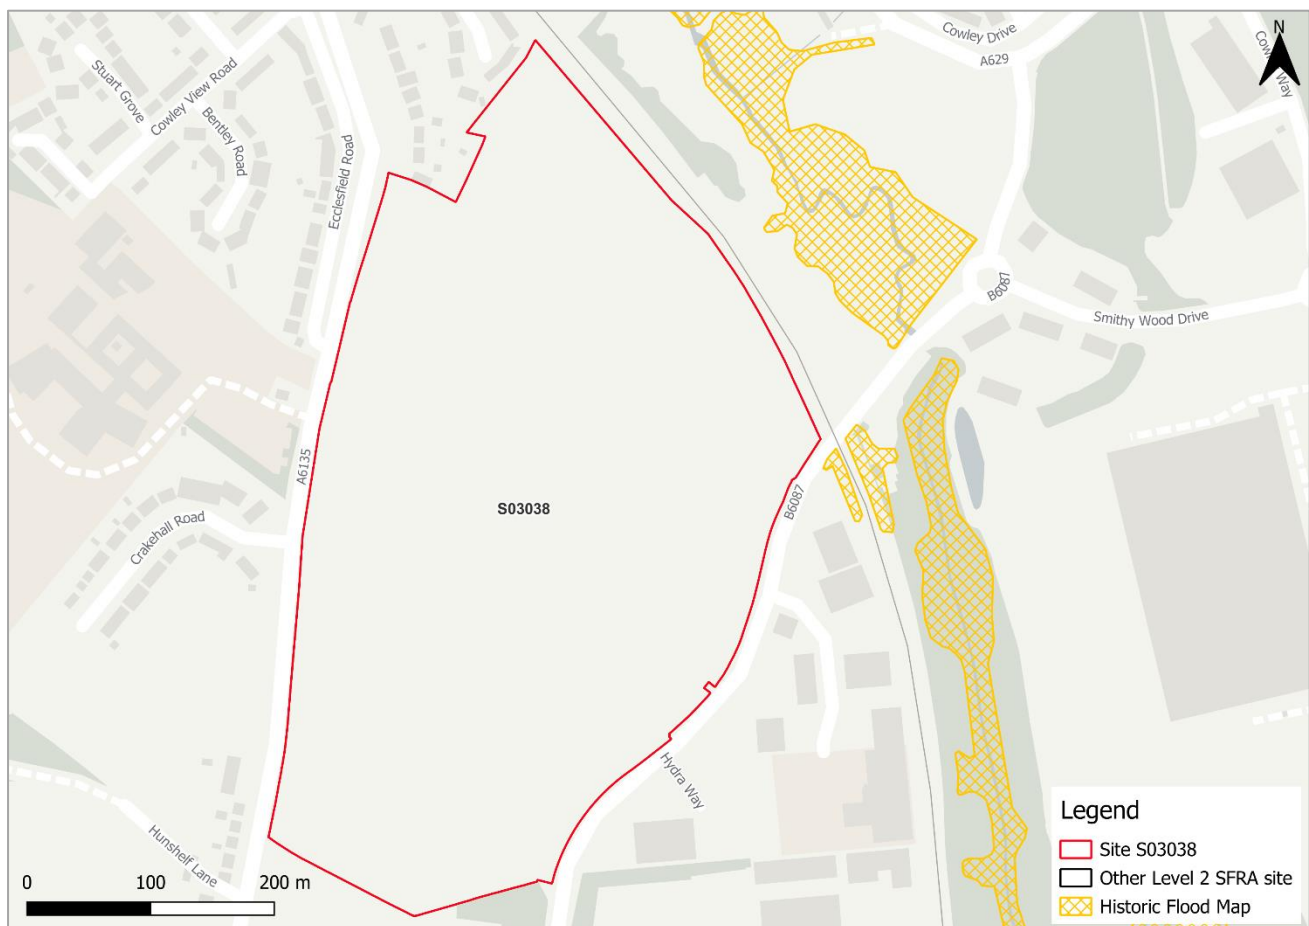 N
Cowley Drive
A629
Stuart Grove
Cowley View Road
Bentley Road
Ecclesfield Road
B6087
Smithy Wood Drive
A6135
S03038
B6087
Crakehall Road
Hydra Way
Hunshelf Lane
0 100 200 m
Legend
Site S03038
Other Level 2 SFRA site
Historic Flood Map